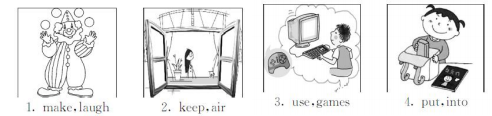 1. make,laugh
2. keep,air
3. use,games
4. put,into